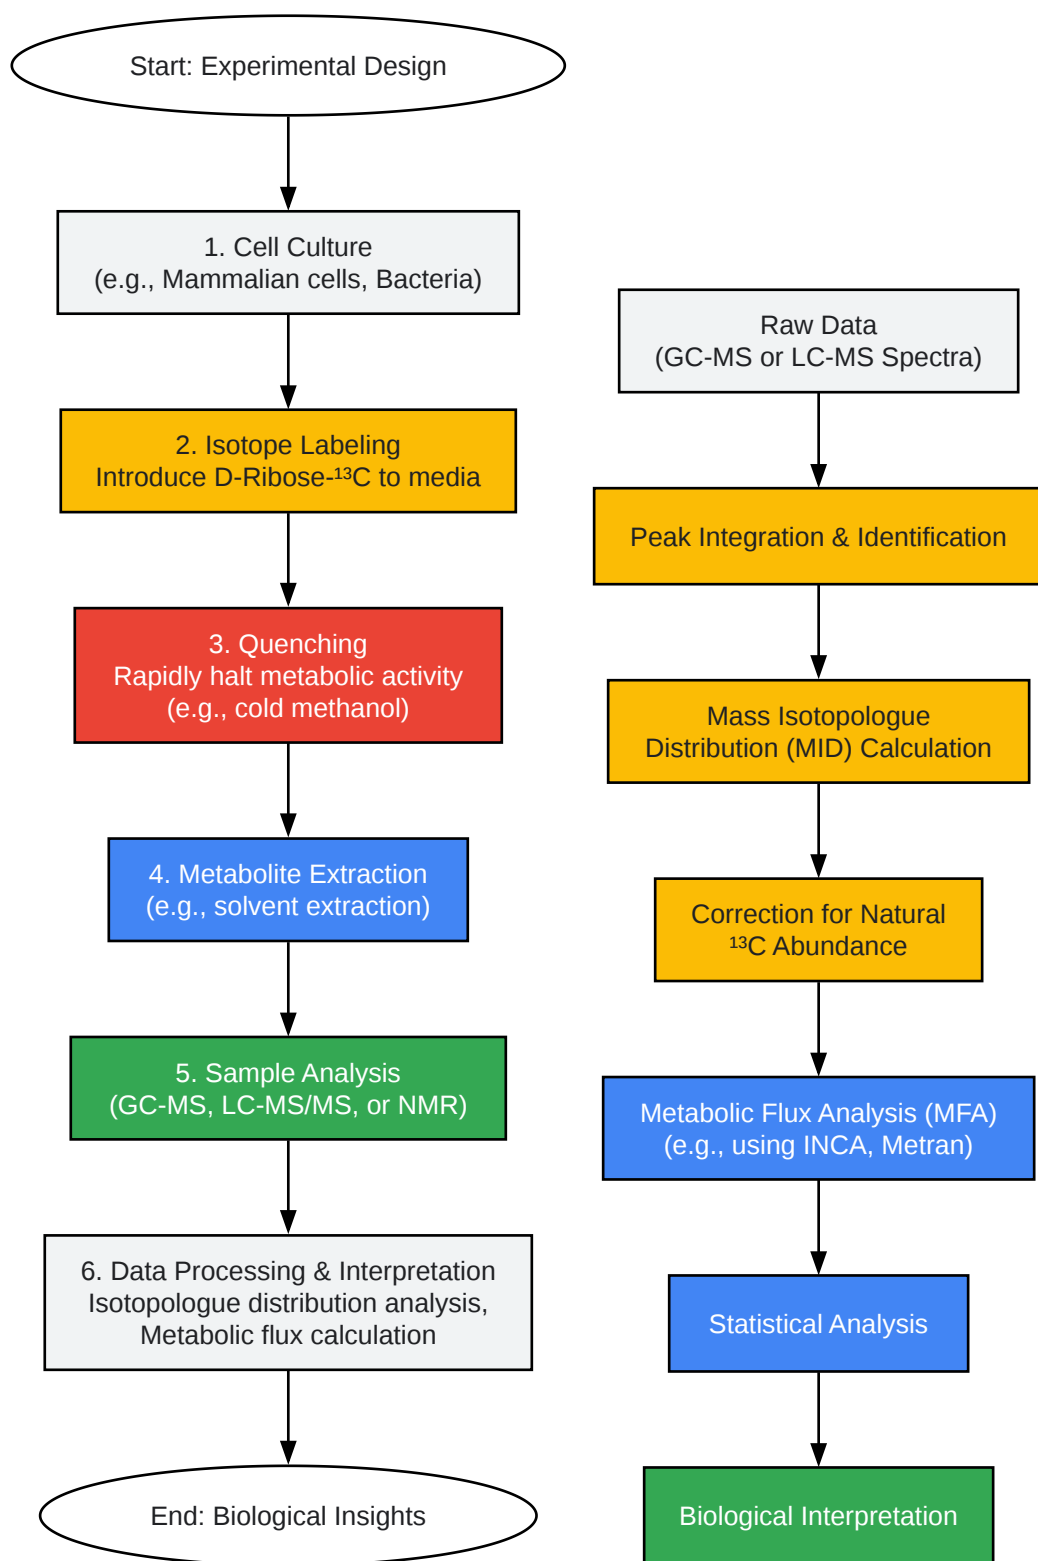 Start: Experimental Design
1. Cell Culture
(e.g., Mammalian cells, Bacteria)
2. Isotope Labeling
Introduce D-Ribose-¹³C to media
3. Quenching
Rapidly halt metabolic activity
(e.g., cold methanol)
4. Metabolite Extraction
(e.g., solvent extraction)
5. Sample Analysis
(GC-MS, LC-MS/MS, or NMR)
6. Data Processing & Interpretation
Isotopologue distribution analysis,
Metabolic flux calculation
End: Biological Insights
Raw Data
(GC-MS or LC-MS Spectra)
Peak Integration & Identification
Mass Isotopologue
Distribution (MID) Calculation
Correction for Natural
¹³C Abundance
Metabolic Flux Analysis (MFA)
(e.g., using INCA, Metran)
Statistical Analysis
Biological Interpretation